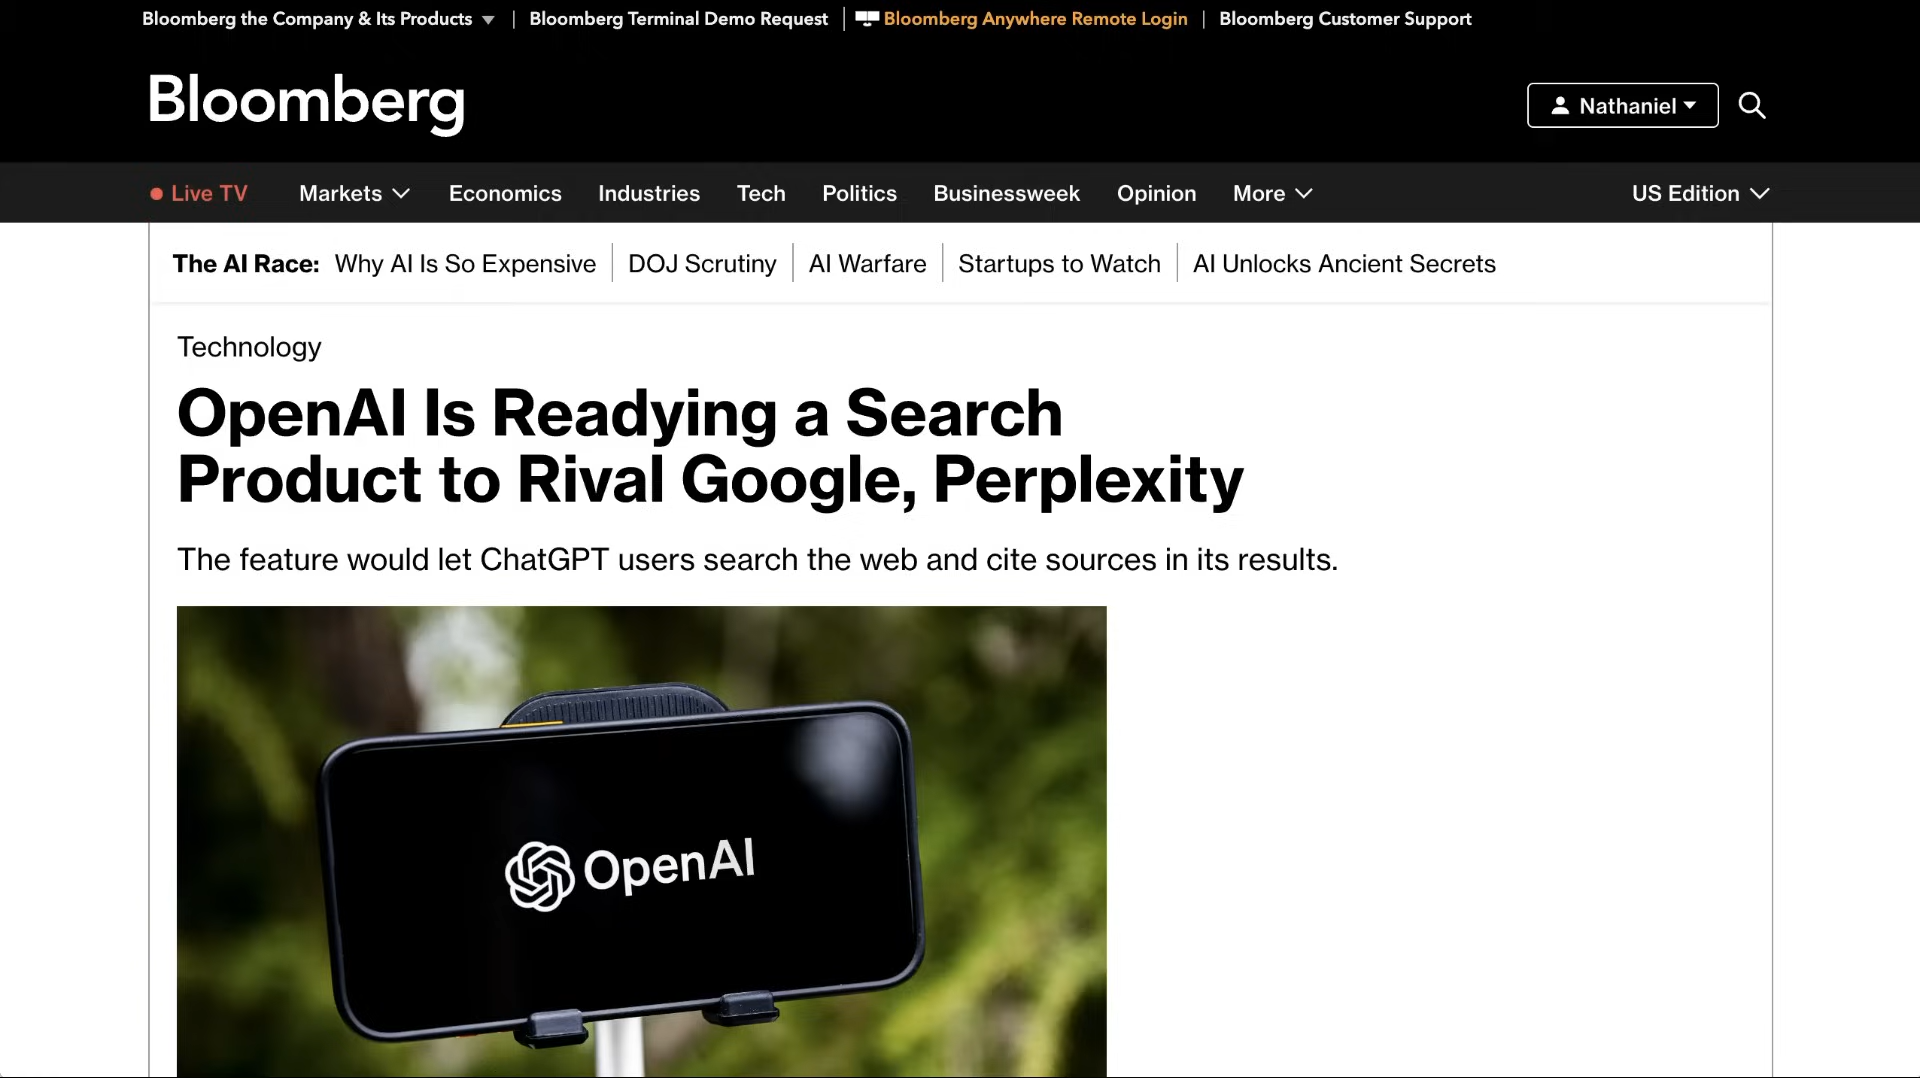 Bloomberg the Company & Its Products
Bloomberg Terminal Demo Request
Bloomberg Anywhere Remote Login
Bloomberg Customer Support
Bloomberg
Nathaniel
Live TV
Markets
Economics
Industries
Tech
Politics
Businessweek
Opinion
More
US Edition
The AI Race:
Why AI Is So Expensive
DOJ Scrutiny
AI Warfare
Startups to Watch
AI Unlocks Ancient Secrets
Technology
OpenAI Is Readying a Search
Product to Rival Google, Perplexity
The feature would let ChatGPT users search the web and cite sources in its results.
OpenAI